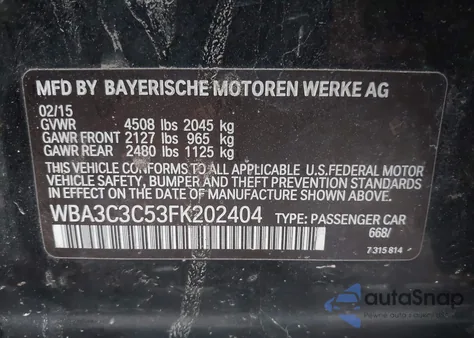 MFD BY BAYERISCHE MOTOREN WERKE AG
02/15
GVWR 4508 lbs 2045 kg
GAWR FRONT 2127 lbs 965 kg
GAWR REAR 2480 lbs 1125 kg
THIS VEHICLE CONFORMS TO ALL APPLICABLE U.S.FEDERAL MOTOR
VEHICLE SAFETY, BUMPER AND THEFT PREVENTION STANDARDS
IN EFFECT ON THE DATE OF MANUFACTURE SHOWN ABOVE.
WBA3C3C53FK202404 TYPE: PASSENGER CAR
668/
7 315 814
autoSnap
Pewne auto z USA